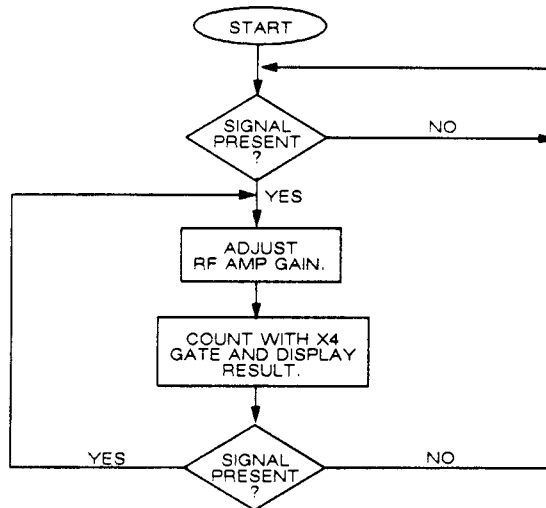 START
SIGNAL
PRESENT
?
NO
YES
ADJUST
RF AMP GAIN.
COUNT WITH X4
GATE AND DISPLAY
RESULT.
YES
SIGNAL
PRESENT
?
NO